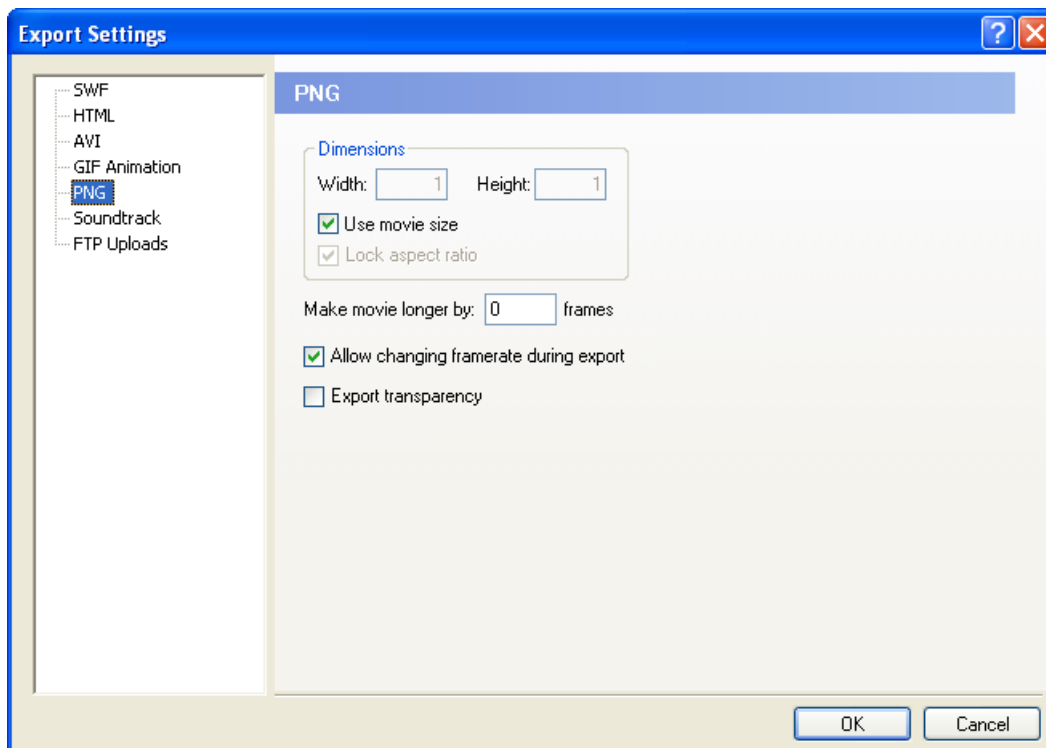 Export Settings
SWF
HTML
AVI
GIF Animation
PNG
Soundtrack
FTP Uploads
PNG
Dimensions
Width: 1 Height: 1
Use movie size
Lock aspect ratio
Make movie longer by: 0 frames
Allow changing framerate during export
Export transparency
OK Cancel